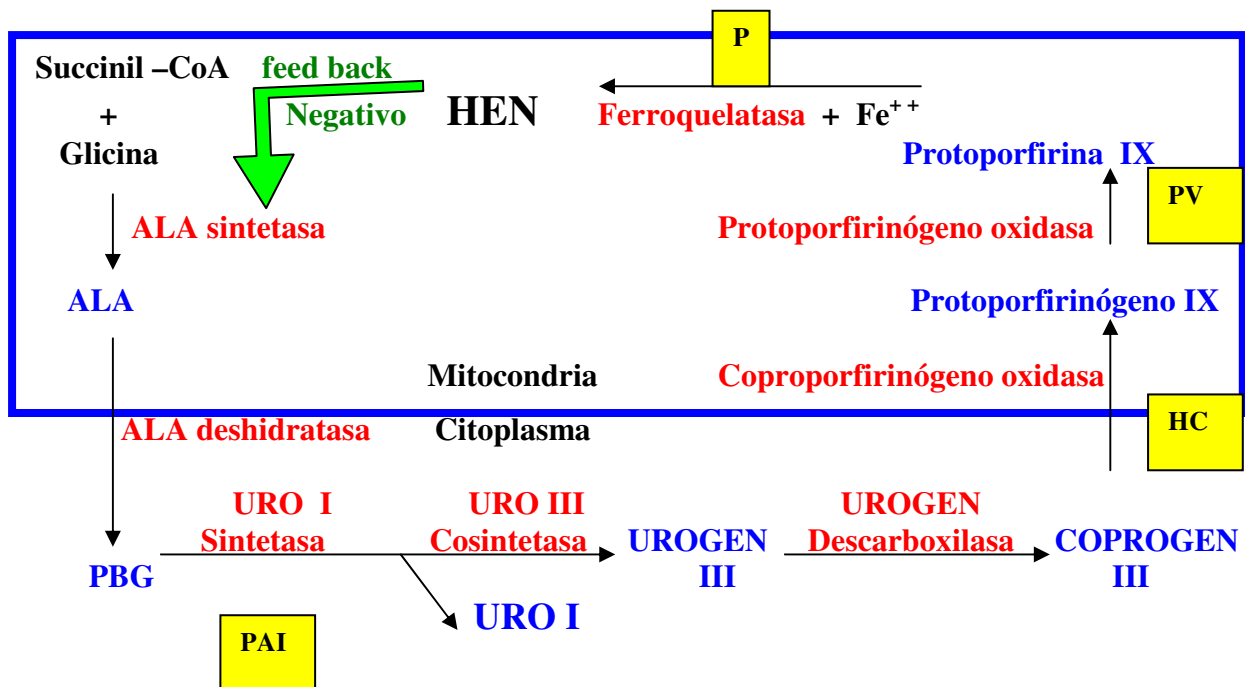 P
Succinil –CoA feed back
+ Negativo HEN Ferroquelatasa + Fe⁺ ⁺
Glicina Protoporfirina IX
PV
ALA sintetasa Protoporfirinógeno oxidasa
ALA Protoporfirinógeno IX
Mitocondria Coproporfirinógeno oxidasa
HC
ALA deshidratasa Citoplasma
URO I URO III UROGEN
Sintetasa Cosintetasa UROGEN Descarboxilasa COPROGEN
PBG III III
URO I
PAI